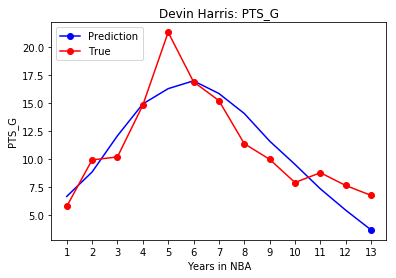 Devin Harris: PTS_G
Prediction
True
PTS_G
20.0
17.5
15.0
12.5
10.0
7.5
5.0
1 2 3 4 5 6 7 8 9 10 11 12 13
Years in NBA